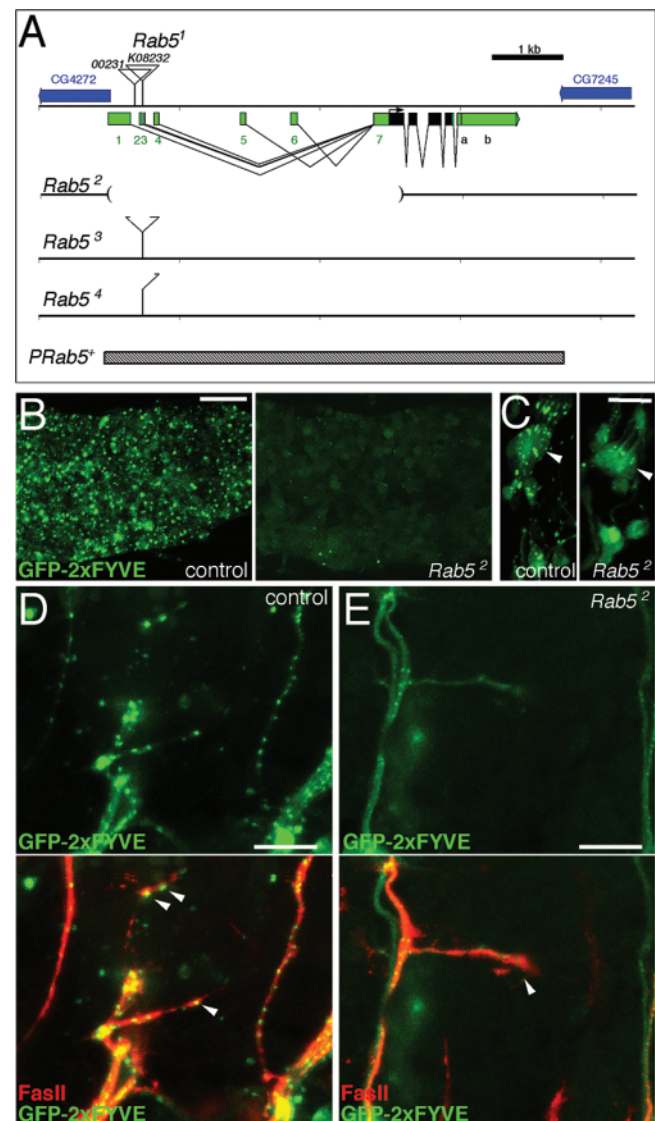 A
Rab5¹
K08232
00231
1 kb
CG4272
CG7245
1 23 4 5 6 7 a b
Rab5²
Rab5³
Rab5⁴
PRab5⁺
B
C
GFP-2xFYVE
control
Rab5²
control
Rab5²
D
control
E
Rab5²
GFP-2xFYVE
GFP-2xFYVE
FasII
GFP-2xFYVE
FasII
GFP-2xFYVE